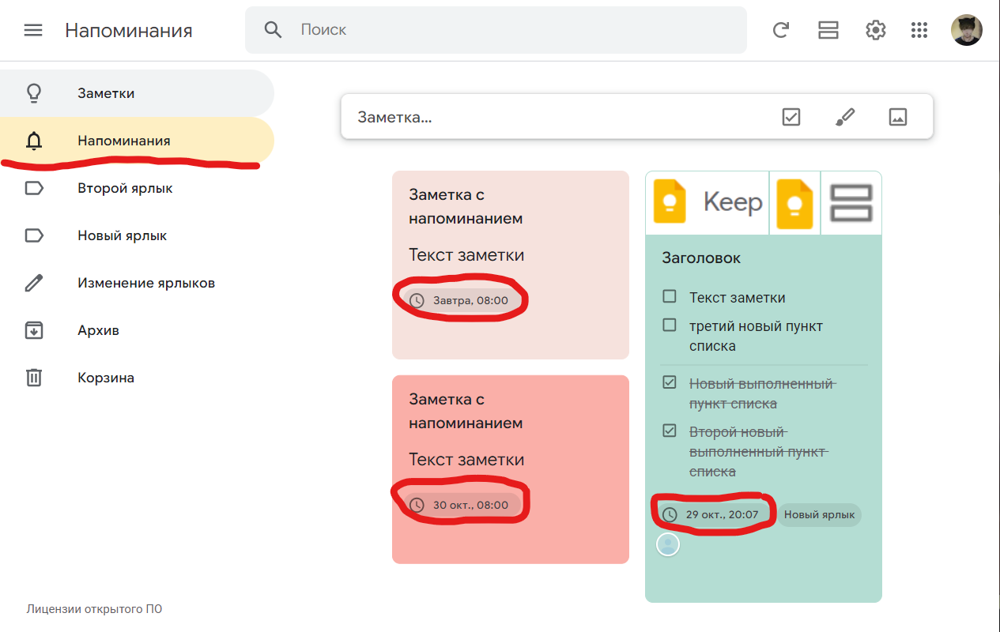 Напоминания
Поиск
Заметки
Напоминания
Второй ярлык
Новый ярлык
Изменение ярлыков
Архив
Корзина
Лицензии открытого ПО
Заметка...
Заметка с
напоминанием
Текст заметки
Завтра, 08:00
Заметка с
напоминанием
Текст заметки
30 окт., 08:00
Keep
Заголовок
Текст заметки
третий новый пункт
списка
Новый выполненный
пункт списка
Второй новый
выполненный пункт
списка
29 окт., 20:07
Новый ярлык